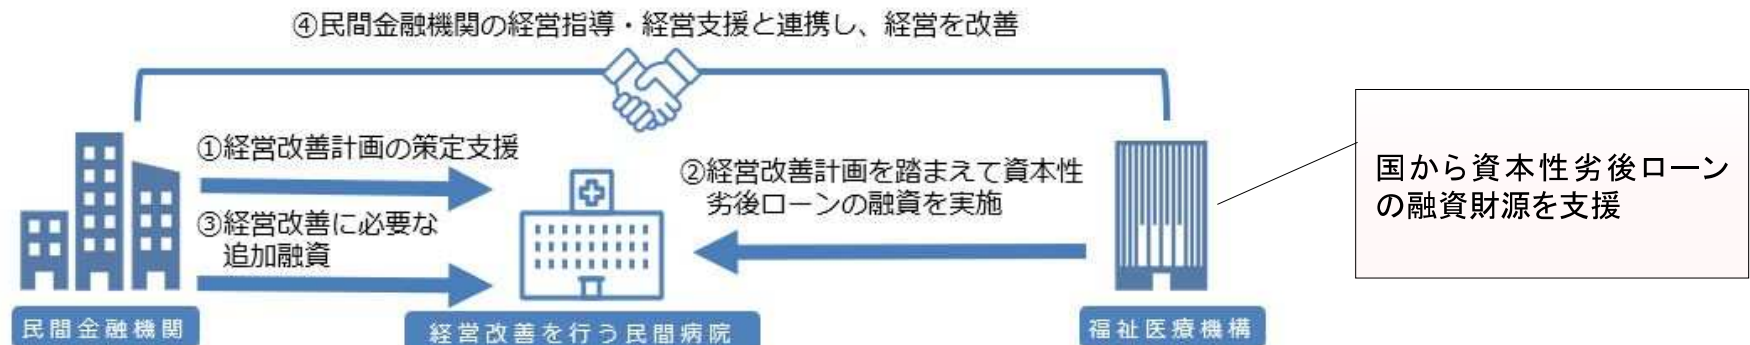 ④民間金融機関の経営指導・経営支援と連携し、経営を改善
①経営改善計画の策定支援
③経営改善に必要な
追加融資
②経営改善計画を踏まえて資本性
劣後ローンの融資を実施
国から資本性劣後ローン
の融資財源を支援
民間金融機関
経営改善を行う民間病院
福祉医療機構